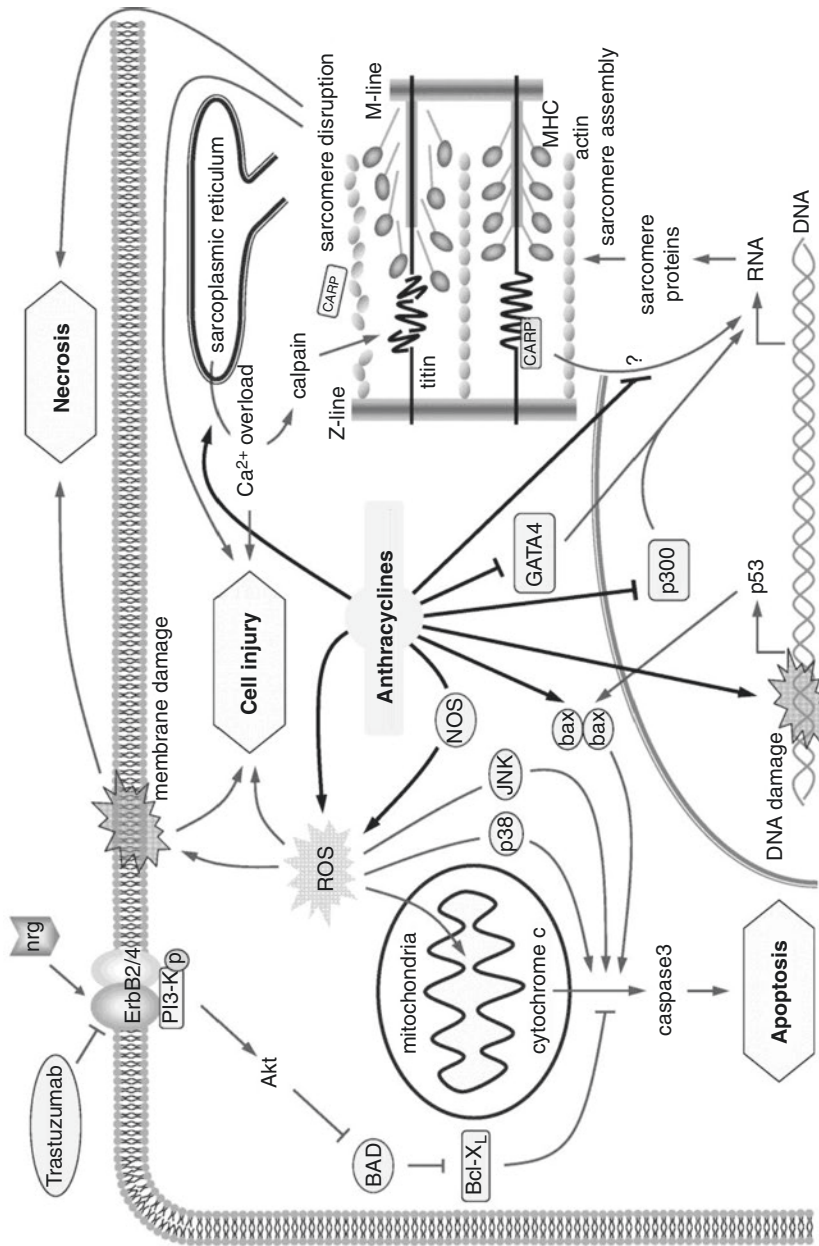 Trastuzumab
nrg
ErbB2/4
PI3-K
p
Akt
BAD
Bcl-X_L
membrane damage
Necrosis
Cell injury
ROS
mitochondria
cytochrome c
p38
JNK
NOS
Anthracyclines
bax
bax
caspase3
Apoptosis
Ca²⁺ overload
sarcoplasmic reticulum
calpain
sarcomere disruption
CARP
Z-line
M-line
titin
CARP
MHC
actin
sarcomere assembly
sarcomere
proteins
RNA
DNA
?
GATA4
p300
p53
DNA damage